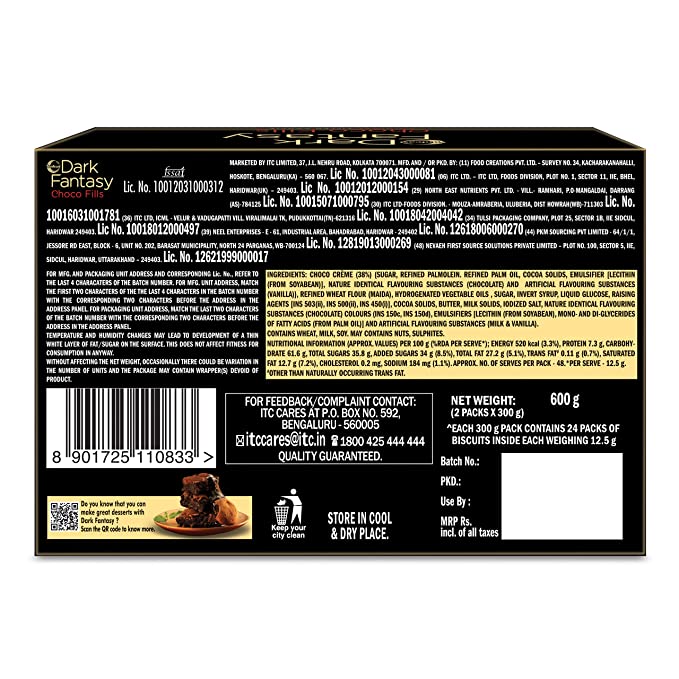 Dark
Fantasy
Choco Fills
fssai
Lic. No. 10012031000312
MARKETED BY ITC LIMITED, 37, J.L NEHRU ROAD, KOLKATA 700071. MFD.AND / OR PKD. BY: (11) FOOD CREATIONS PVT. LTD. - SURVEY NO. 34, KACHARAKANAHALLI,
HOSKOTE, BENGALURU(KA) - 560 067. Lic. No. 10012043000081 (06) ITC LTD. - ITC LTD, FOODS DIVISION, PLOT NO. 1, SECTOR 11, IIE, BHEL,
HARIDWAR(UK) - 249403. Lic. No. 10012012000154 (29) NORTH EAST NUTRIENTS PVT. LTD. - VILL.- RAMHARI, P.O-MANGALDAI, DARRANG
(AS)-784125 Lic. No. 10015071000795 (30) ITC LTD, FOODS DIVISION - MOUZA-AMRABERIA, ULUBERIA, DIST HOWRAH(WB)-711303 Lic. No.
10016031001781 (36) ITC LTD, ICML - VELUR & VADUGAPATTI VILL. VIRALIMALAI TK, PUDUKKOTTAI(TN)-621316 Lic. No. 10018042004042 (34) TULSI PACKAGING COMPANY, PLOT 25, SECTOR 1B, IIE SIDCUL,
HARIDWAR 249403. Lic. No. 10018012000497 (39) NEEL ENTERPRISES - E - 61, INDUSTRIAL AREA, BAHADRABAD, HARIDWAR - 249402 Lic. No. 12618006000270 (44) PKM SOURCING PVT LIMITED - 64/1/1,
JESSORE RD EAST, BLOCK - 6, UNIT NO. 202, BARASAT MUNICIPALITY, NORTH 24 PARGANAS, WB-700124 Lic. No. 12819013000269 (48) NEVAEH FIRST SOURCE SOLUTIONS PRIVATE LIMITED - PLOT NO. 100, SECTOR 5, IIE,
SIDCUL, HARIDWAR, UTTARAKHAND - 249403. Lic. No. 12621999000017
FOR MFG. AND PACKAGING UNIT ADDRESS AND CORRESPONDING Lic. No., REFER TO
THE LAST 4 CHARACATERS OF THE BATCH NUMBER. FOR MFG. UNIT ADDRESS, MATCH
THE FIRST TWO CHARACTERS OF THE THE LAST 4 CHARACTERS IN THE BATCH NUMBER
WITH THE CORRESPONDING TWO CHARACTERS BEFORE THE ADDRESS IN THE
ADDRESS PANEL. FOR PACKAGING UNIT ADDRESS, MATCH THE LAST TWO CHARACTERS
OF THE BATCH NUMBER WITH THE CORRESPONDING TWO CHARACTERS BEFORE THE
ADDRESS IN THE ADDRESS PANEL.
TEMPERATURE AND HUMIDITY CHANGES MAY LEAD TO DEVELOPMENT OF A THIN
WHITE LAYER OF FAT/SUGAR ON THE SURFACE. THIS DOES NOT AFFECT FITNESS FOR
CONSUMPTION IN ANYWAY.
WITHOUT AFFECTING THE NET WEIGHT, OCCASIONALLY THERE COULD BE VARIATION IN
THE NUMBER OF UNITS AND THE PACKAGE MAY CONTAIN WRAPPER(S) DEVOID OF
PRODUCT.
INGREDIENTS: CHOCO CRÈME (38%) (SUGAR, REFINED PALMOLEIN. REFINED PALM OIL, COCOA SOLIDS, EMULSIFIER [LECITHIN
(FROM SOYABEAN)], NATURE IDENTICAL FLAVOURING SUBSTANCES (CHOCOLATE) AND ARTIFICIAL FLAVOURING SUBSTANCES
(VANILLA)), REFINED WHEAT FLOUR (MAIDA), HYDROGENATED VEGETABLE OILS , SUGAR, INVERT SYRUP, LIQUID GLUCOSE, RAISING
AGENTS [INS 503(ii), INS 500(ii), INS 450(i)], COCOA SOLIDS, BUTTER, MILK SOLIDS, IODIZED SALT, NATURE IDENTICAL FLAVOURING
SUBSTANCES (CHOCOLATE) COLOURS (INS 150c, INS 150d), EMULSIFIERS [LECITHIN (FROM SOYABEAN), MONO- AND DI-GLYCERIDES
OF FATTY ACIDS (FROM PALM OIL)] AND ARTIFICIAL FLAVOURING SUBSTANCES (MILK & VANILLA).
CONTAINS WHEAT, MILK, SOY. MAY CONTAINS NUTS, SULPHITES.
NUTRITIONAL INFORMATION (APPROX. VALUES) PER 100 g (%RDA PER SERVE*); ENERGY 520 kcal (3.3%), PROTEIN 7.3 g, CARBOHY-
DRATE 61.6 g, TOTAL SUGARS 35.8 g, ADDED SUGARS 34 g (8.5%), TOTAL FAT 27.2 g (5.1%), TRANS FAT# 0.11 g (0.7%), SATURATED
FAT 12.7 g (7.2%), CHOLESTEROL 0.2 mg, SODIUM 184 mg (1.1%). APPROX. NO. OF SERVES PER PACK - 48. *PER SERVE - 12.5 g.
#OTHER THAN NATURALLY OCCURRING TRANS FAT.
8 901725 110833 >
FOR FEEDBACK/COMPLAINT CONTACT:
ITC CARES AT P.O. BOX NO. 592,
BENGALURU - 560005
itccares@itc.in 1800 425 444 444
QUALITY GUARANTEED.
NET WEIGHT: 600 g
(2 PACKS X 300 g)
^EACH 300 g PACK CONTAINS 24 PACKS OF
BISCUITS INSIDE EACH WEIGHING 12.5 g
Batch No.:
PKD.:
Use By :
MRP Rs.
incl. of all taxes
Do you know that you can
make great desserts with
Dark Fantasy ?
Scan the QR code to know more.
Keep your
city clean
STORE IN COOL
& DRY PLACE.